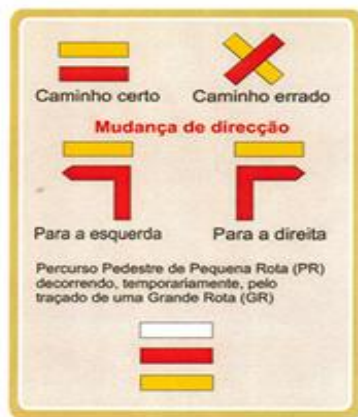 Caminho certo Caminho errado
Mudança de direcção
Para a esquerda Para a direita
Percurso Pedestre de Pequena Rota (PR)
decorrendo, temporariamente, pelo
traçado de uma Grande Rota (GR)